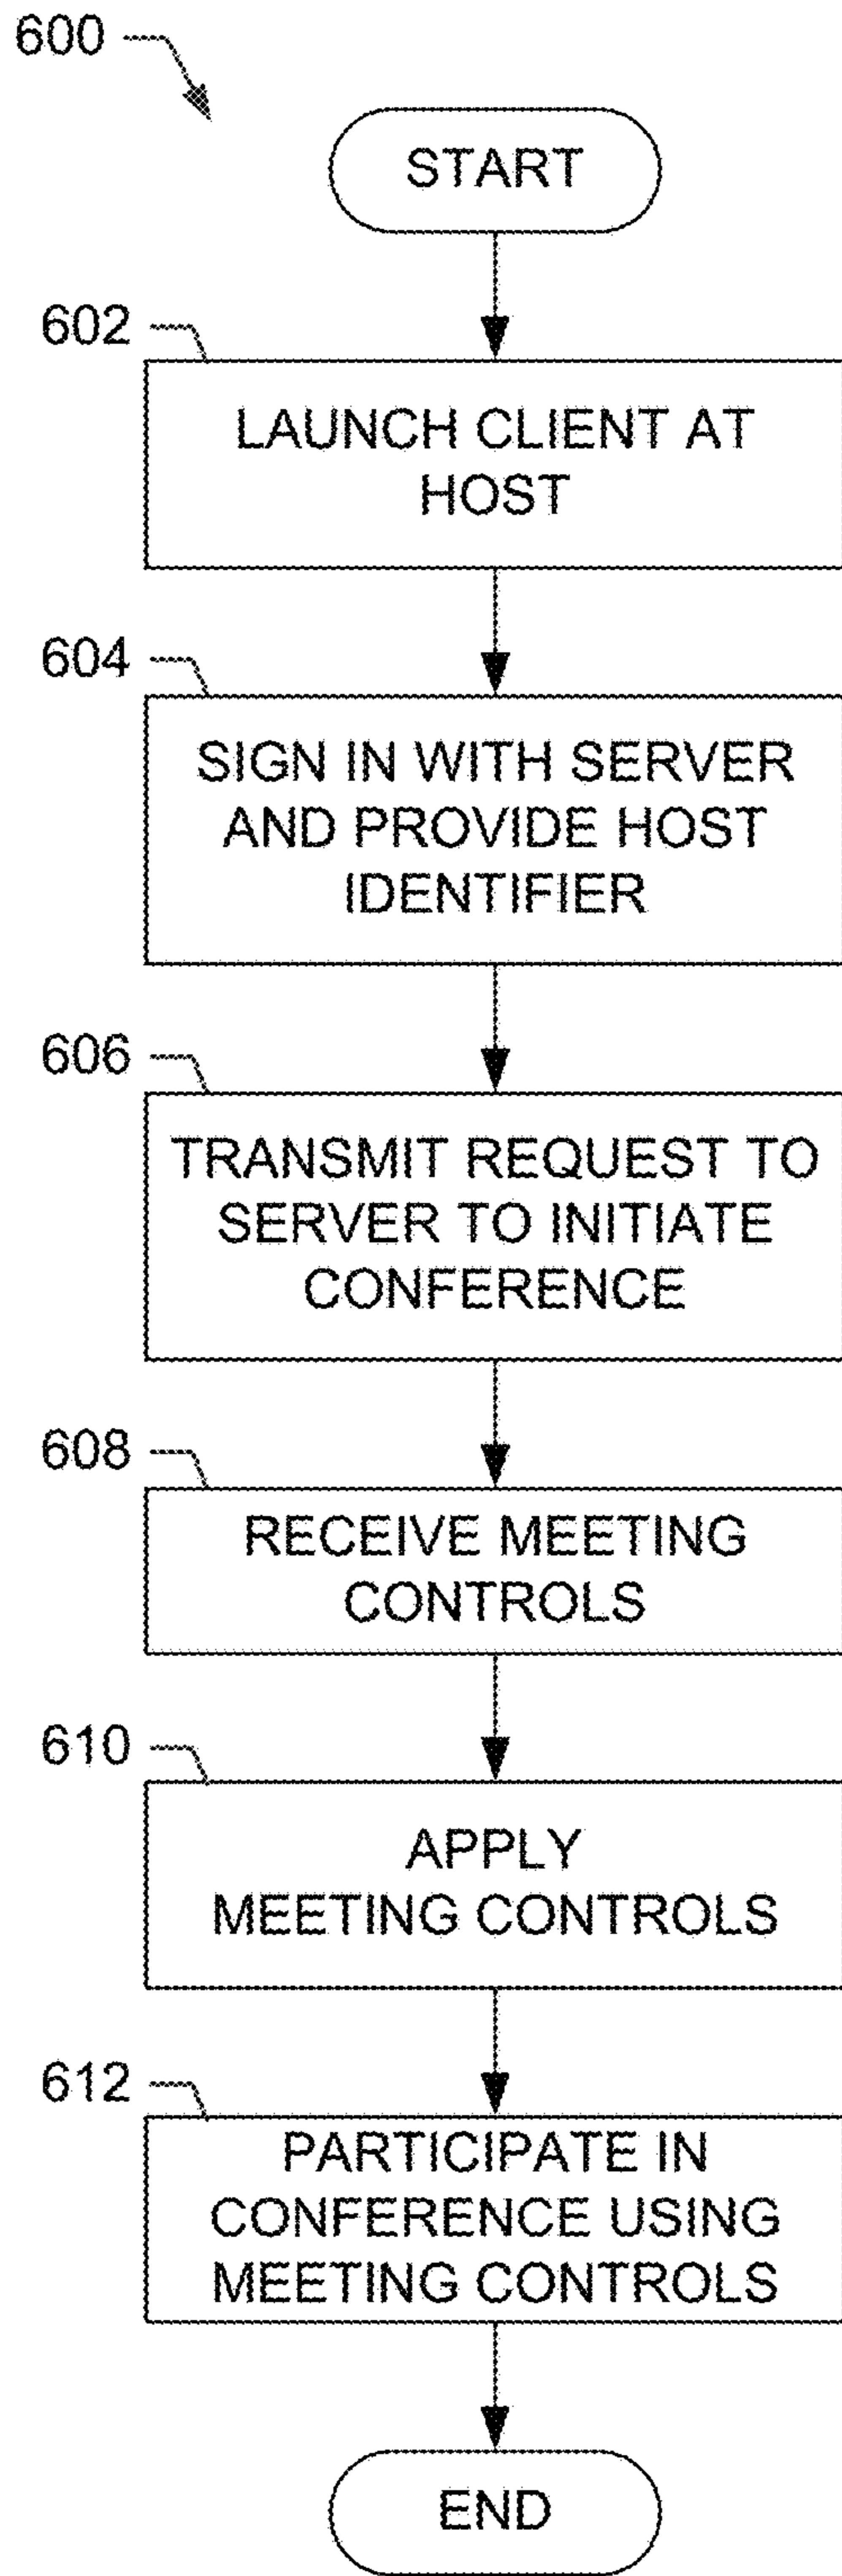 600
START
602
LAUNCH CLIENT AT
HOST
604
SIGN IN WITH SERVER
AND PROVIDE HOST
IDENTIFIER
606
TRANSMIT REQUEST TO
SERVER TO INITIATE
CONFERENCE
608
RECEIVE MEETING
CONTROLS
610
APPLY
MEETING CONTROLS
612
PARTICIPATE IN
CONFERENCE USING
MEETING CONTROLS
END